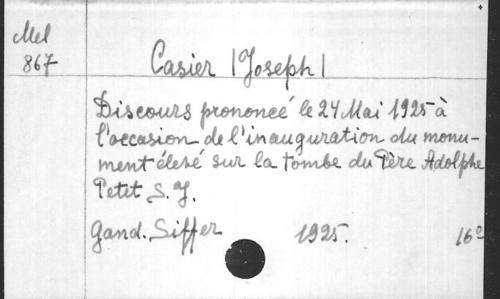 Mel
867
Casier |Joseph|
Discours prononcé le 24 Mai 1925 à
l'occasion de l'inauguration du monu-
ment élevé sur la tombe du Père Adolphe
Petit S. J.
Gand. Siffer 1925. 16°